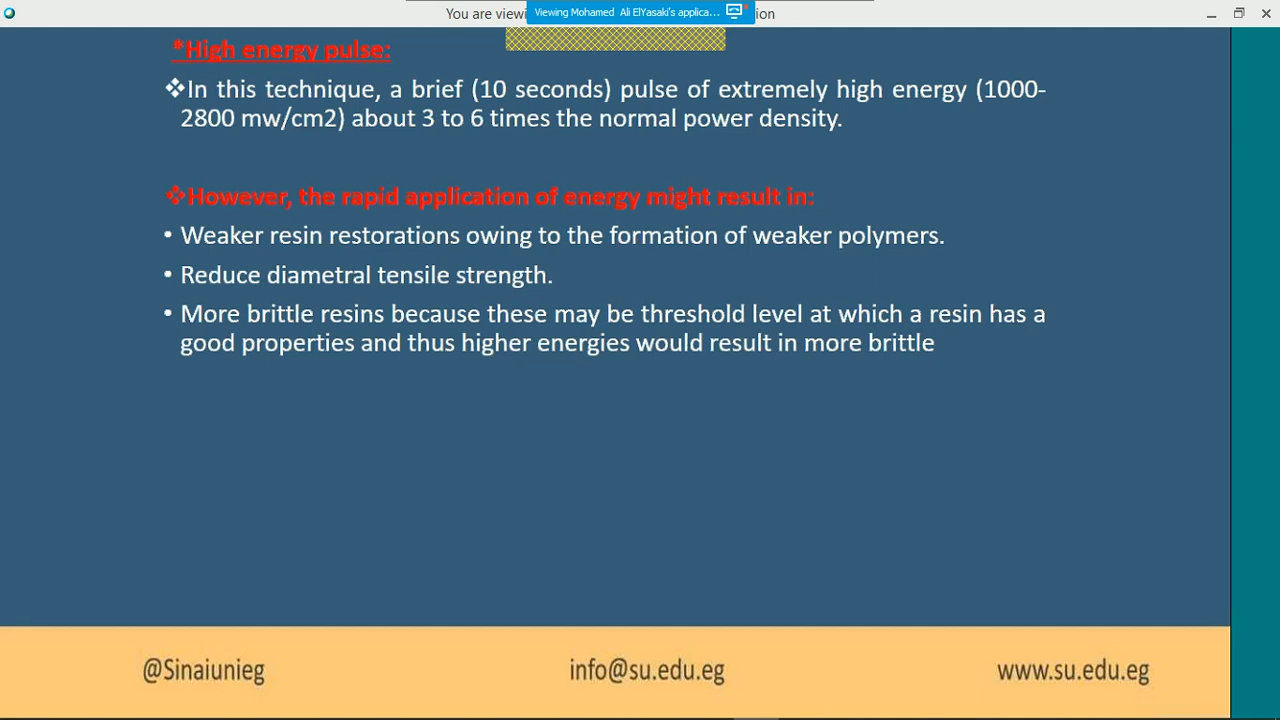 You are viewi
Viewing Mohamed Ali ElYasaki's applica...
ion
*High energy pulse:
❖In this technique, a brief (10 seconds) pulse of extremely high energy (1000-
2800 mw/cm2) about 3 to 6 times the normal power density.
❖However, the rapid application of energy might result in:
• Weaker resin restorations owing to the formation of weaker polymers.
• Reduce diametral tensile strength.
• More brittle resins because these may be threshold level at which a resin has a
good properties and thus higher energies would result in more brittle
@Sinaiunieg
info@su.edu.eg
www.su.edu.eg